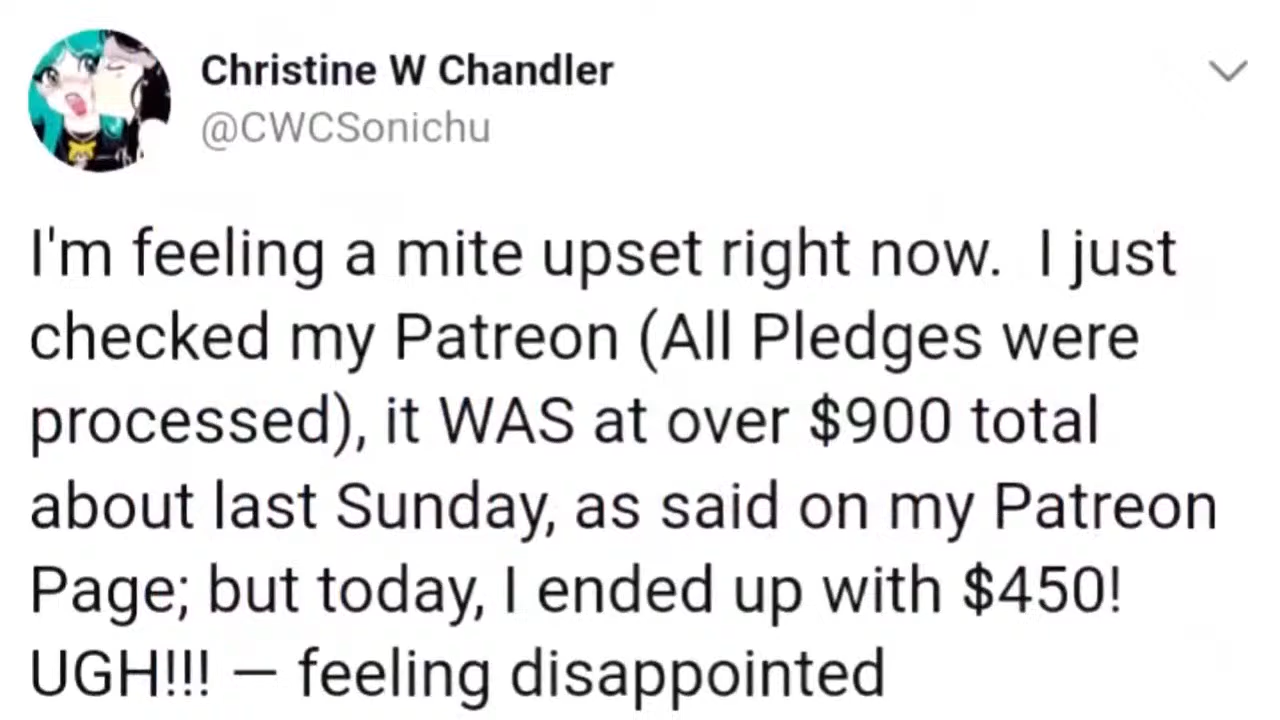 Christine W Chandler
@CWCSonichu
I'm feeling a mite upset right now.  I just
checked my Patreon (All Pledges were
processed), it WAS at over $900 total
about last Sunday, as said on my Patreon
Page; but today, I ended up with $450!
UGH!!! — feeling disappointed